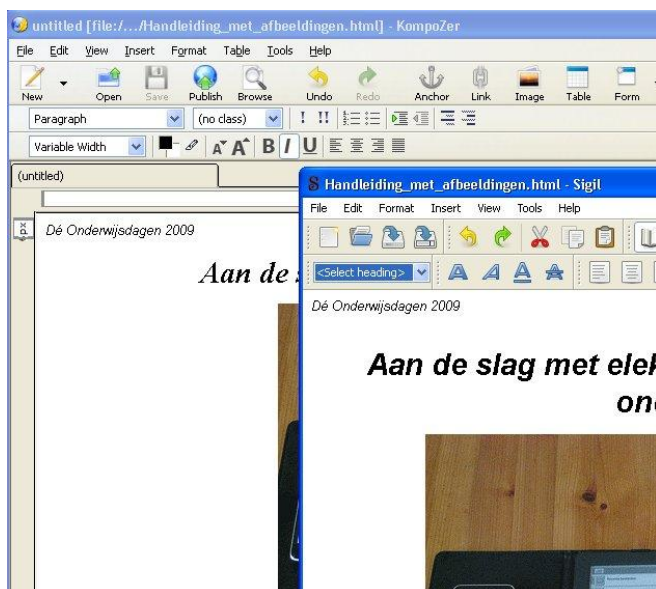 untitled [file:/.../Handleiding_met_afbeeldingen.html] - KompoZer
File Edit View Insert Format Table Tools Help
New Open Save Publish Browse Undo Redo Anchor Link Image Table Form
Paragraph (no class) ! !!
Variable Width A A B I U
(untitled)
px
Dé Onderwijsdagen 2009
Aan de
S Handleiding_met_afbeeldingen.html - Sigil
File Edit Format Insert View Tools Help
<Select heading> A A A A
Dé Onderwijsdagen 2009
Aan de slag met elek
ond